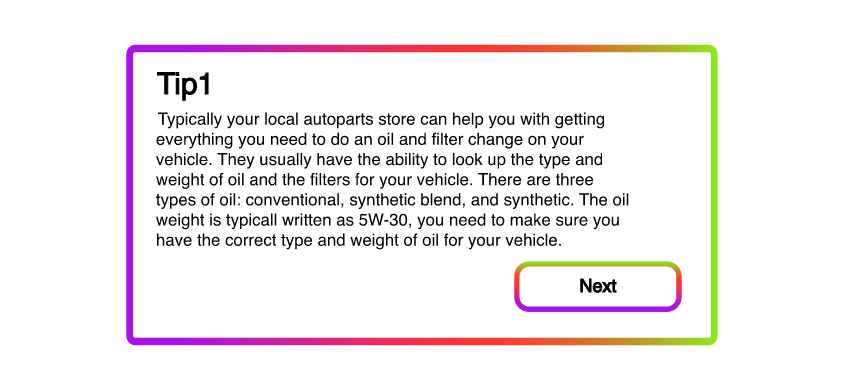 Tip1
Typically your local autoparts store can help you with getting
everything you need to do an oil and filter change on your
vehicle. They usually have the ability to look up the type and
weight of oil and the filters for your vehicle. There are three
types of oil: conventional, synthetic blend, and synthetic. The oil
weight is typicall written as 5W-30, you need to make sure you
have the correct type and weight of oil for your vehicle.
Next